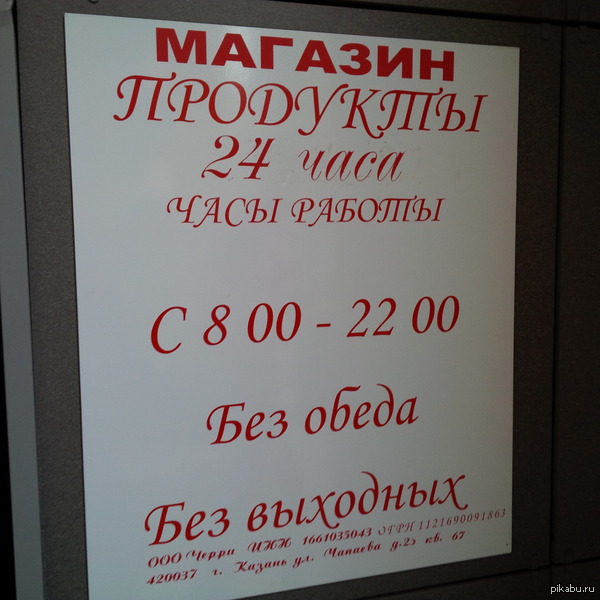 МАГАЗИН
ПРОДУКТЫ
24 часа
ЧАСЫ РАБОТЫ
С 8 00 - 22 00
Без обеда
Без выходных
ООО Черри ИНН 1661035043 ОГРН 1121690091863
420037 г. Казань ул. Чапаева д.25 кв. 67
pikabu.ru